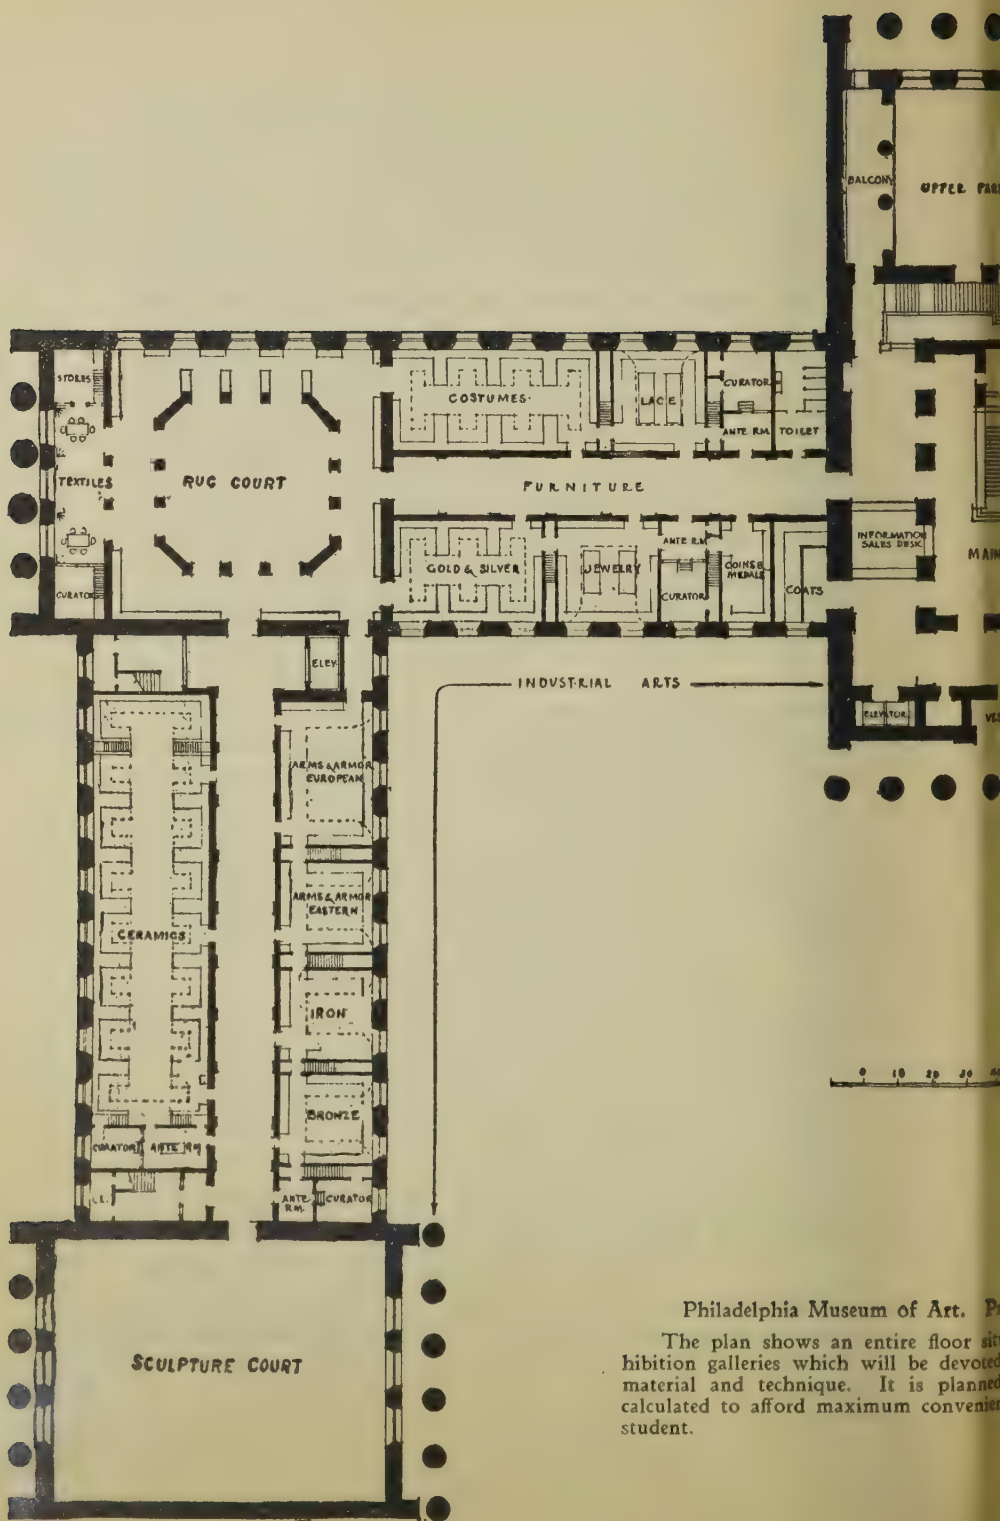 BALCONY
UPPER
STORES
COSTUMES
LACE
CURATOR
ANTE RM.
TOILET
TEXTILES
RUG COURT
FURNITURE
INFORMATION
SALES DESK
MAIN
ANTE RM.
GOLD & SILVER
JEWELRY
COINS &
MEDALS
COATS
CURATOR
CURATOR
ELEV.
INDVSTRIAL ARTS
ELEVATOR
ARMS & ARMOR
EUROPEAN
ARMS & ARMOR
EASTERN
CERAMICS
IRON
0 10 20 30
BRONZE
CURATOR
ANTE RM
ANTE
RM.
CURATOR
Philadelphia Museum of Art.
The plan shows an entire floor
hibition galleries which will be devoted
material and technique. It is planned
calculated to afford maximum
student.
SCULPTURE COURT